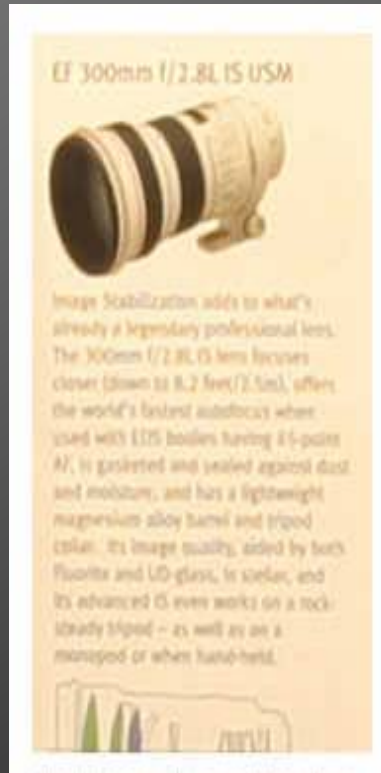 EF 300mm f/2.8L IS USM
Image Stabilization adds to what's
already a legendary professional lens.
The 300mm f/2.8L IS lens focuses
closer (down to 8.2 feet/2.5m), offers
the world's fastest autofocus when
used with EOS bodies having 45-point
AF, is gasketed and sealed against dust
and moisture, and has a lightweight
magnesium alloy barrel and tripod
collar. Its image quality, aided by both
Fluorite and UD-glass, is stellar, and
its advanced IS even works on a rock-
steady tripod – as well as on a
monopod or when hand-held.